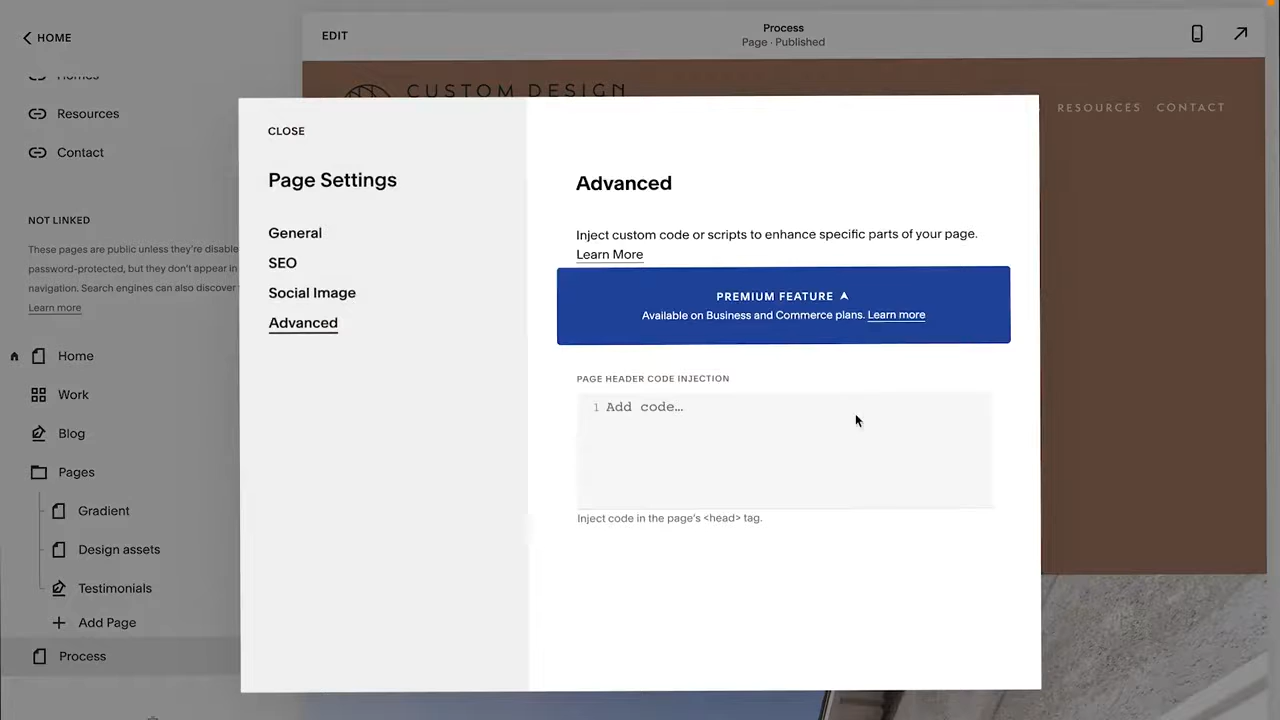 HOME
Homes
Resources
Contact
NOT LINKED
These pages are public unless they're disable
password-protected, but they don't appear in
navigation. Search engines can also discover
Learn more
Home
Work
Blog
Pages
Gradient
Design assets
Testimonials
Add Page
Process
EDIT
Process
Page · Published
CUSTOM DESIGN
RESOURCES
CONTACT
CLOSE
Page Settings
General
SEO
Social Image
Advanced
Advanced
Inject custom code or scripts to enhance specific parts of your page.
Learn More
PREMIUM FEATURE
Available on Business and Commerce plans. Learn more
PAGE HEADER CODE INJECTION
1 Add code…
Inject code in the page's <head> tag.